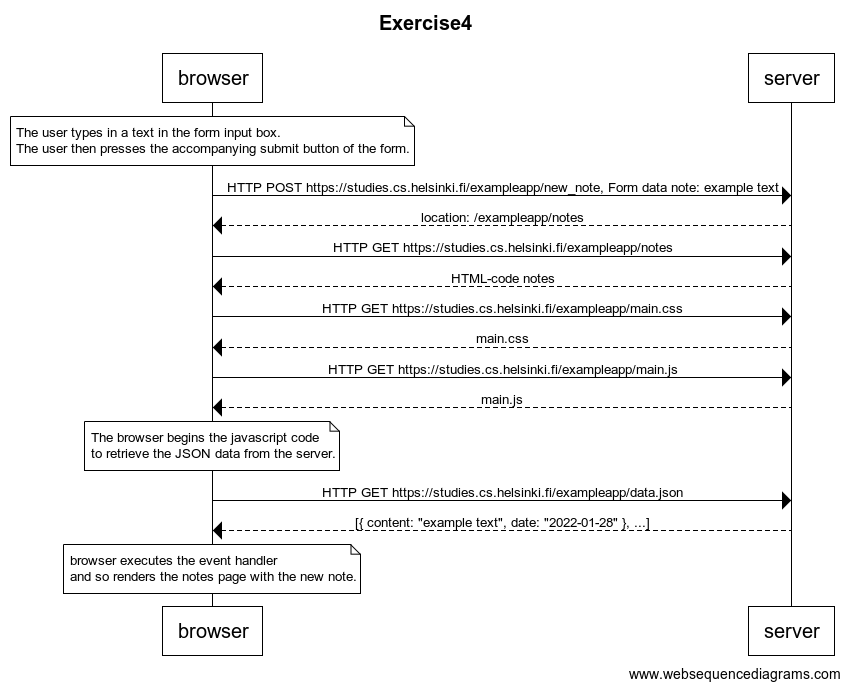 Exercise4
browser
server
The user types in a text in the form input box.
The user then presses the accompanying submit button of the form.
HTTP POST https://studies.cs.helsinki.fi/exampleapp/new_note, Form data note: example text
location: /exampleapp/notes
HTTP GET https://studies.cs.helsinki.fi/exampleapp/notes
HTML-code notes
HTTP GET https://studies.cs.helsinki.fi/exampleapp/main.css
main.css
HTTP GET https://studies.cs.helsinki.fi/exampleapp/main.js
main.js
The browser begins the javascript code
to retrieve the JSON data from the server.
HTTP GET https://studies.cs.helsinki.fi/exampleapp/data.json
[{ content: "example text", date: "2022-01-28" }, ...]
browser executes the event handler
and so renders the notes page with the new note.
browser
server
www.websequencediagrams.com